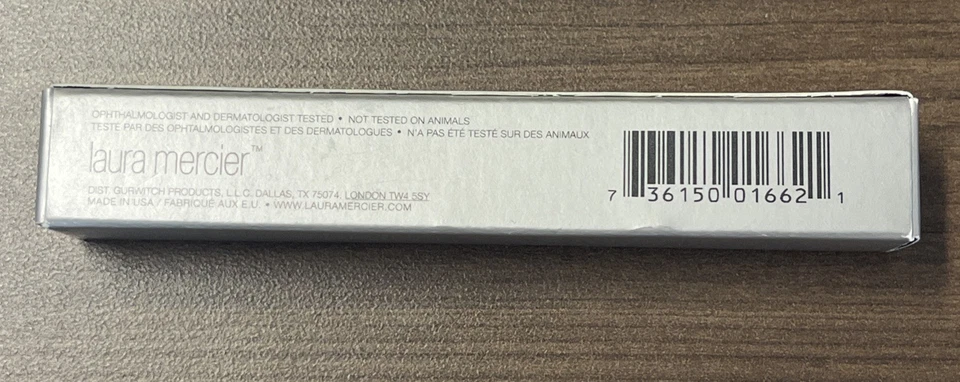 OPHTHALMOLOGIST AND DERMATOLOGIST TESTED • NOT TESTED ON ANIMALS
TESTÉ PAR DES OPHTALMOLOGISTES ET DES DERMATOLOGUES • N'A PAS ÉTÉ TESTÉ SUR DES ANIMAUX
laura mercier™
DIST. GURWITCH PRODUCTS, L.L.C. DALLAS, TX 75074, LONDON TW4 5SY
MADE IN USA / FABRIQUÉ AUX E.U. • WWW.LAURAMERCIER.COM
7 36150 01662 1